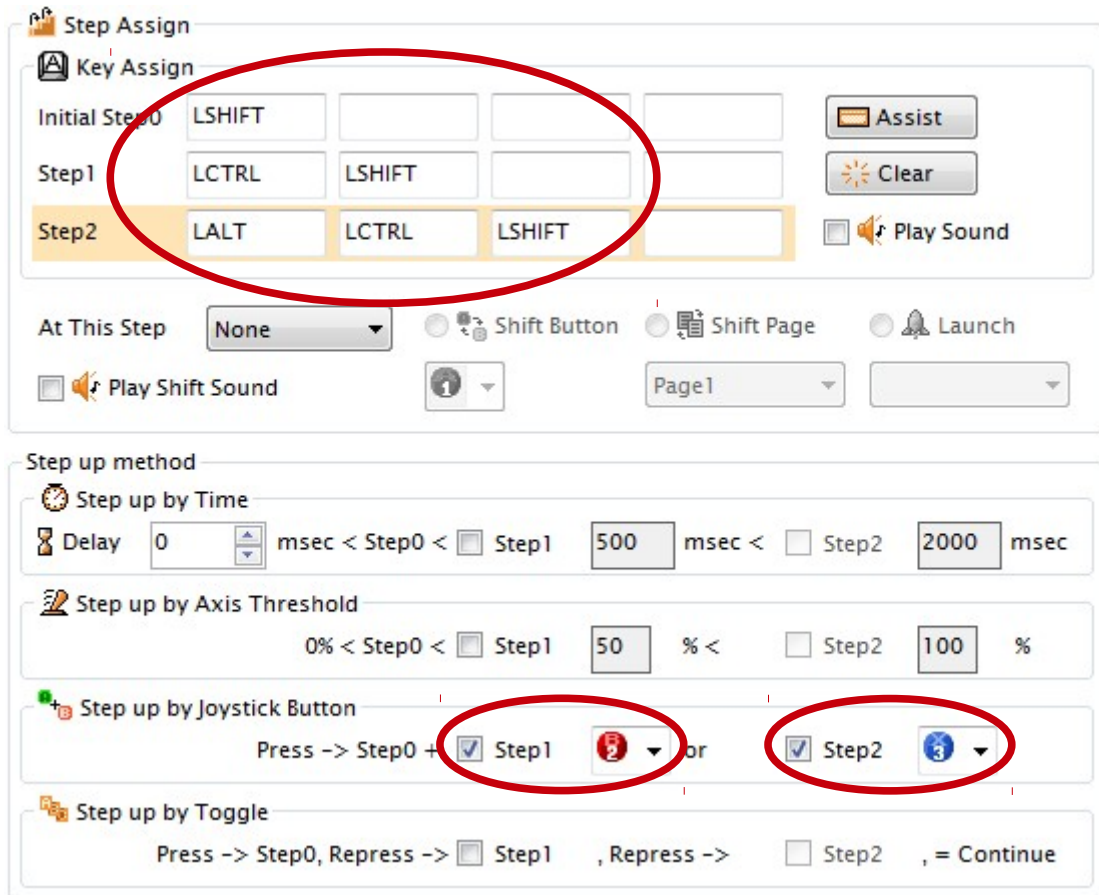 Step Assign
Key Assign
Initial Step0 LSHIFT Assist
Step1 LCTRL LSHIFT Clear
Step2 LALT LCTRL LSHIFT Play Sound
At This Step None Shift Button Shift Page Launch
Play Shift Sound 1 Page1
Step up method
Step up by Time
Delay 0 msec < Step0 < Step1 500 msec < Step2 2000 msec
Step up by Axis Threshold
0% < Step0 < Step1 50 % < Step2 100 %
Step up by Joystick Button
Press -> Step0 + Step1 B2 or Step2 X3
Step up by Toggle
Press -> Step0, Repress -> Step1 , Repress -> Step2 , = Continue